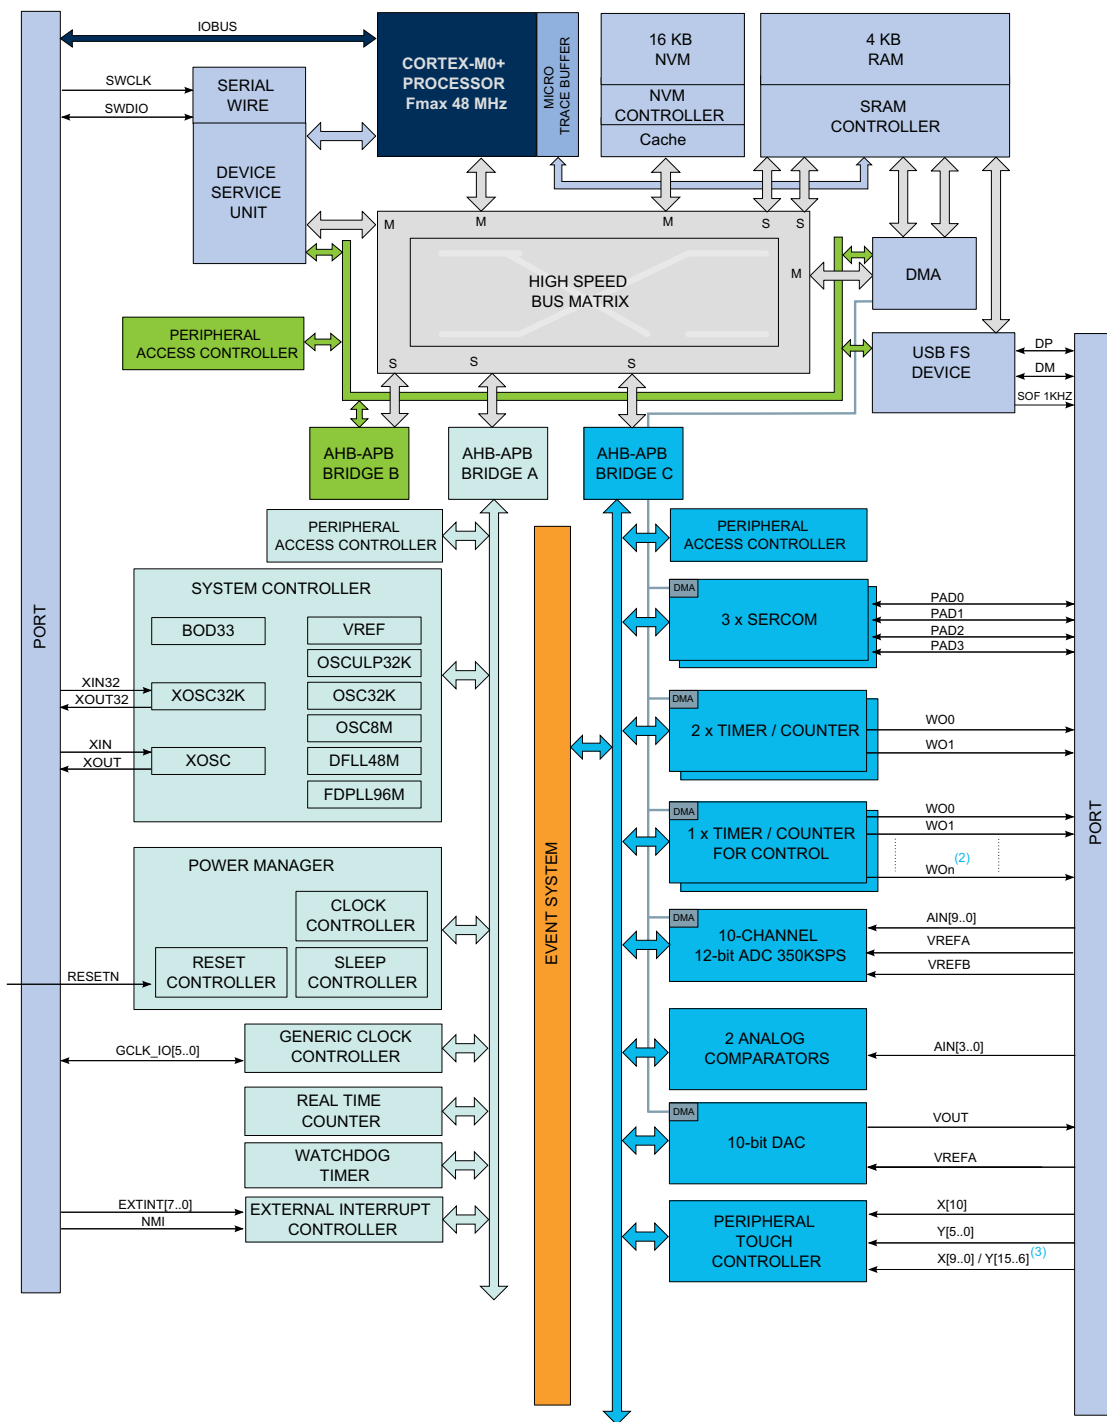 IOBUS
CORTEX-M0+
PROCESSOR
Fmax 48 MHz
MICRO
TRACE BUFFER
16 KB
NVM
NVM
CONTROLLER
Cache
4 KB
RAM
SRAM
CONTROLLER
SWCLK
SWDIO
SERIAL
WIRE
DEVICE
SERVICE
UNIT
M
M
M
S
S
M
HIGH SPEED
BUS MATRIX
S
S
S
DMA
PERIPHERAL
ACCESS CONTROLLER
USB FS
DEVICE
DP
DM
SOF 1KHZ
AHB-APB
BRIDGE B
AHB-APB
BRIDGE A
AHB-APB
BRIDGE C
PORT
PORT
EVENT SYSTEM
PERIPHERAL
ACCESS CONTROLLER
SYSTEM CONTROLLER
BOD33
VREF
OSCULP32K
XOSC32K
OSC32K
OSC8M
XOSC
DFLL48M
FDPLL96M
XIN32
XOUT32
XIN
XOUT
POWER MANAGER
CLOCK
CONTROLLER
RESET
CONTROLLER
SLEEP
CONTROLLER
RESETN
GENERIC CLOCK
CONTROLLER
GCLK_IO[5..0]
REAL TIME
COUNTER
WATCHDOG
TIMER
EXTERNAL INTERRUPT
CONTROLLER
EXTINT[7..0]
NMI
PERIPHERAL
ACCESS CONTROLLER
DMA
3 x SERCOM
PAD0
PAD1
PAD2
PAD3
DMA
2 x TIMER / COUNTER
WO0
WO1
DMA
1 x TIMER / COUNTER
FOR CONTROL
WO0
WO1
WOn(2)
DMA
10-CHANNEL
12-bit ADC 350KSPS
AIN[9..0]
VREFA
VREFB
2 ANALOG
COMPARATORS
AIN[3..0]
DMA
10-bit DAC
VOUT
VREFA
PERIPHERAL
TOUCH
CONTROLLER
X[10]
Y[5..0]
X[9..0] / Y[15..6](3)